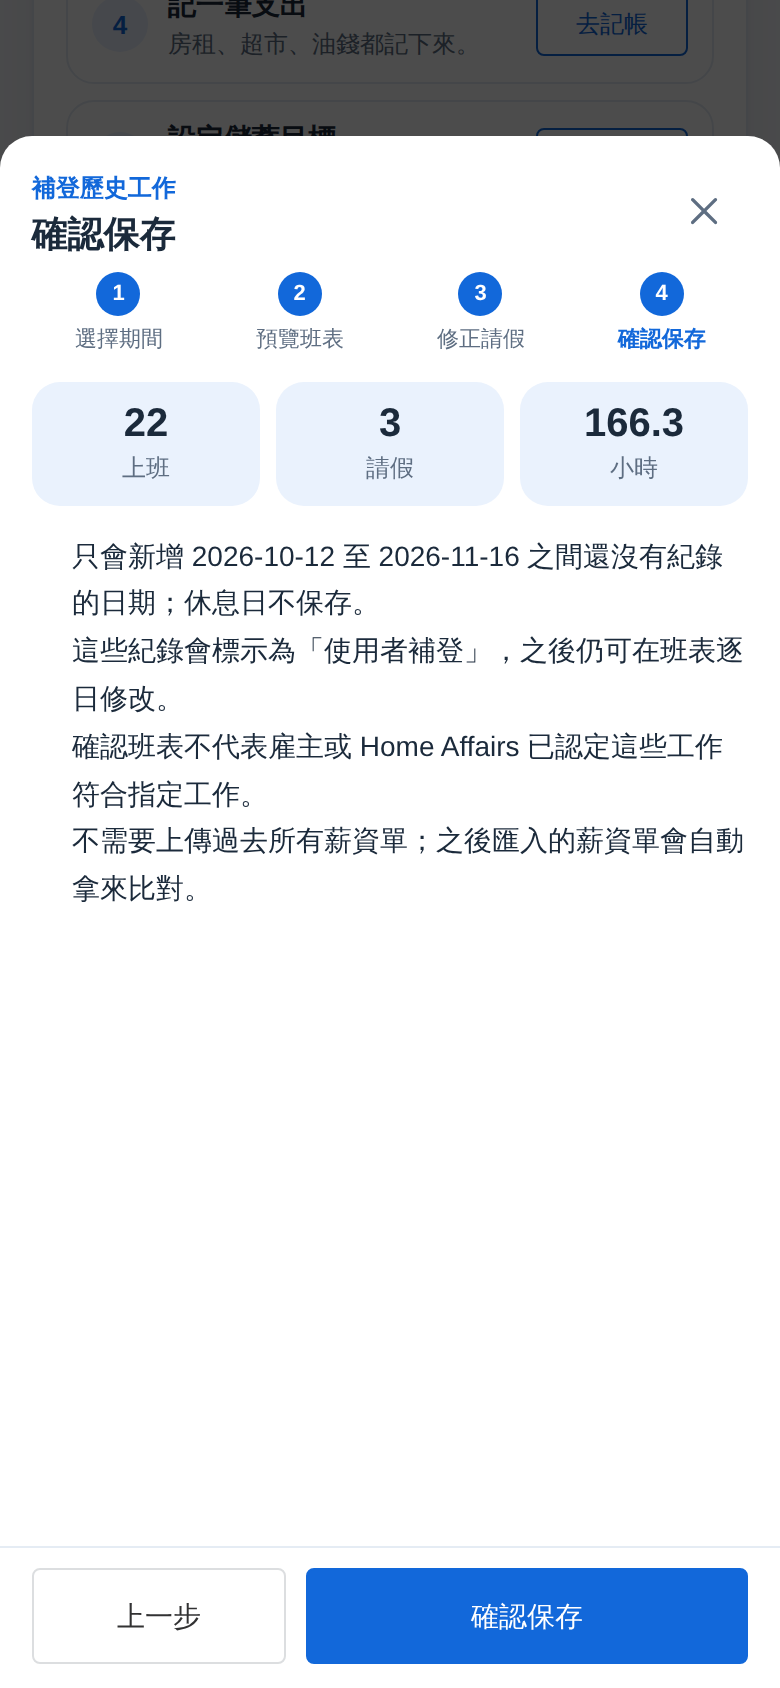 4
記一筆支出
房租、超市、油錢都記下來。
去記帳
設定儲蓄目標
補登歷史工作
確認保存
1
2
3
4
選擇期間
預覽班表
修正請假
確認保存
22
3
166.3
上班
請假
小時
只會新增 2026-10-12 至 2026-11-16 之間還沒有紀錄
的日期；休息日不保存。
這些紀錄會標示為「使用者補登」，之後仍可在班表逐
日修改。
確認班表不代表雇主或 Home Affairs 已認定這些工作
符合指定工作。
不需要上傳過去所有薪資單；之後匯入的薪資單會自動
拿來比對。
上一步
確認保存